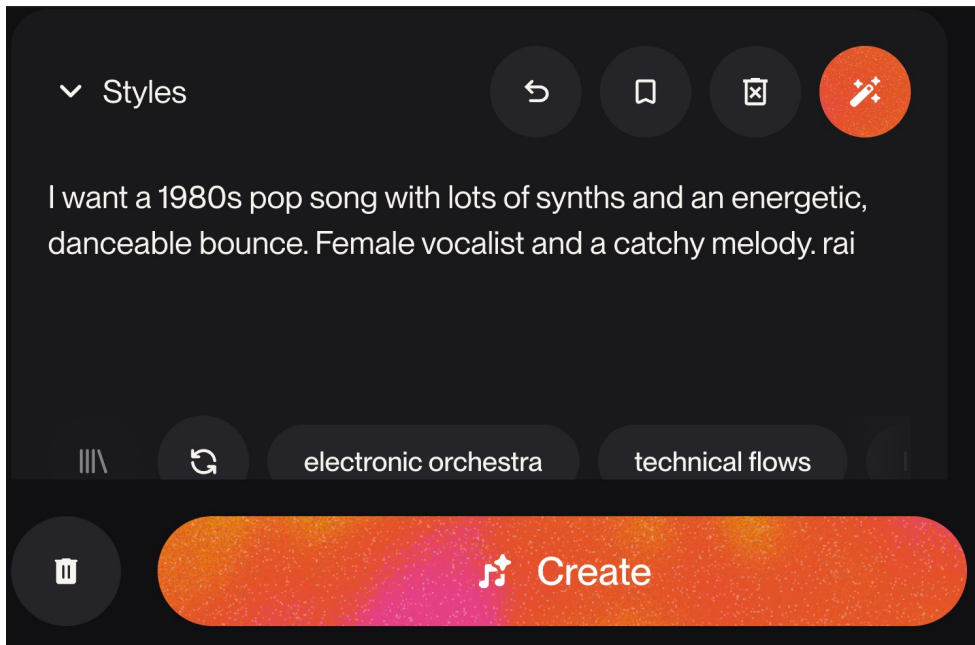 Styles
I want a 1980s pop song with lots of synths and an energetic,
danceable bounce. Female vocalist and a catchy melody. rai
electronic orchestra
technical flows
Create